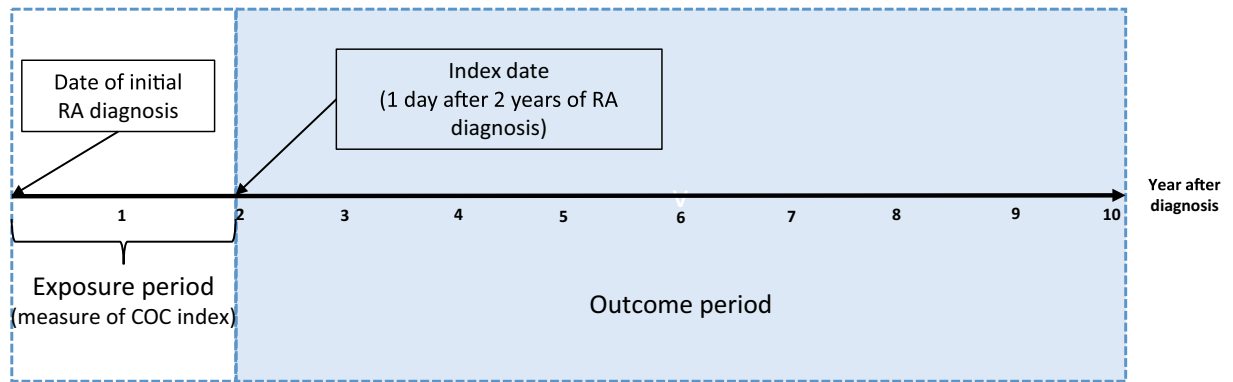 Date of initial
RA diagnosis
Index date
(1 day after 2 years of RA
diagnosis)
V
Year after
diagnosis
1 2 3 4 5 6 7 8 9 10
Exposure period
(measure of COC index)
Outcome period